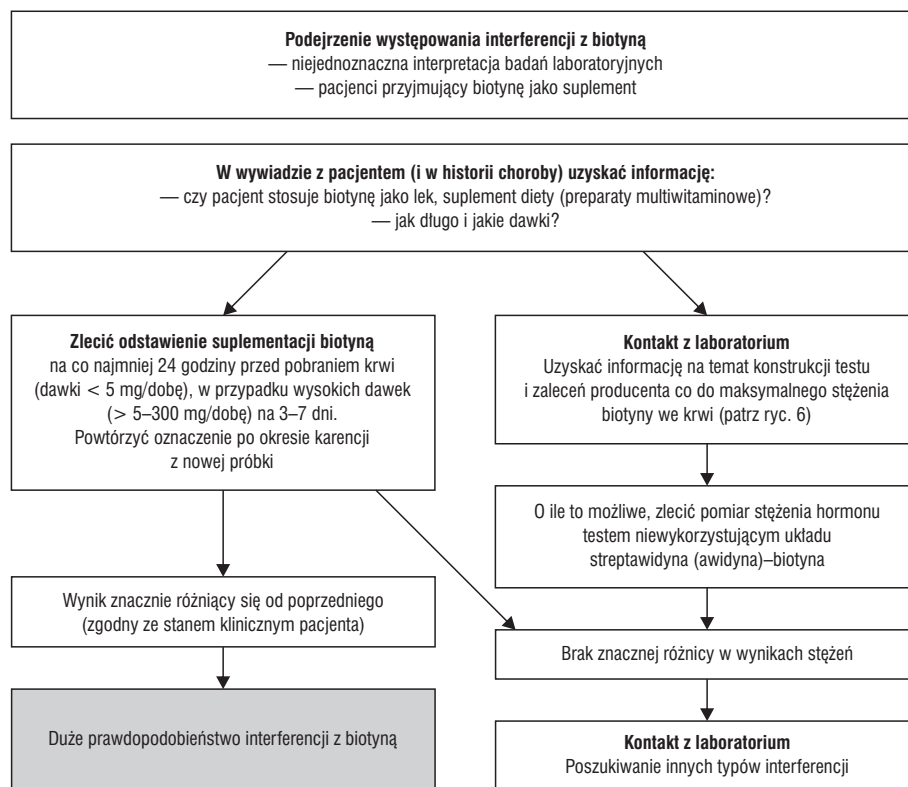 Podejrzenie występowania interferencji z biotyną
— niejednoznaczna interpretacja badań laboratoryjnych
— pacjenci przyjmujący biotynę jako suplement
W wywiadzie z pacjentem (i w historii choroby) uzyskać informację:
— czy pacjent stosuje biotynę jako lek, suplement diety (preparaty multiwitaminowe)?
— jak długo i jakie dawki?
Zlecić odstawienie suplementacji biotyną
na co najmniej 24 godziny przed pobraniem krwi
(dawki < 5 mg/dobę), w przypadku wysokich dawek
(> 5–300 mg/dobę) na 3–7 dni.
Powtórzyć oznaczenie po okresie karencji
z nowej próbki
Kontakt z laboratorium
Uzyskać informację na temat konstrukcji testu
i zaleceń producenta co do maksymalnego stężenia
biotyny we krwi (patrz ryc. 6)
O ile to możliwe, zlecić pomiar stężenia hormonu
testem niewykorzystującym układu
streptawidyna (awidyna)–biotyna
Wynik znacznie różniący się od poprzedniego
(zgodny ze stanem klinicznym pacjenta)
Brak znacznej różnicy w wynikach stężeń
Duże prawdopodobieństwo interferencji z biotyną
Kontakt z laboratorium
Poszukiwanie innych typów interferencji